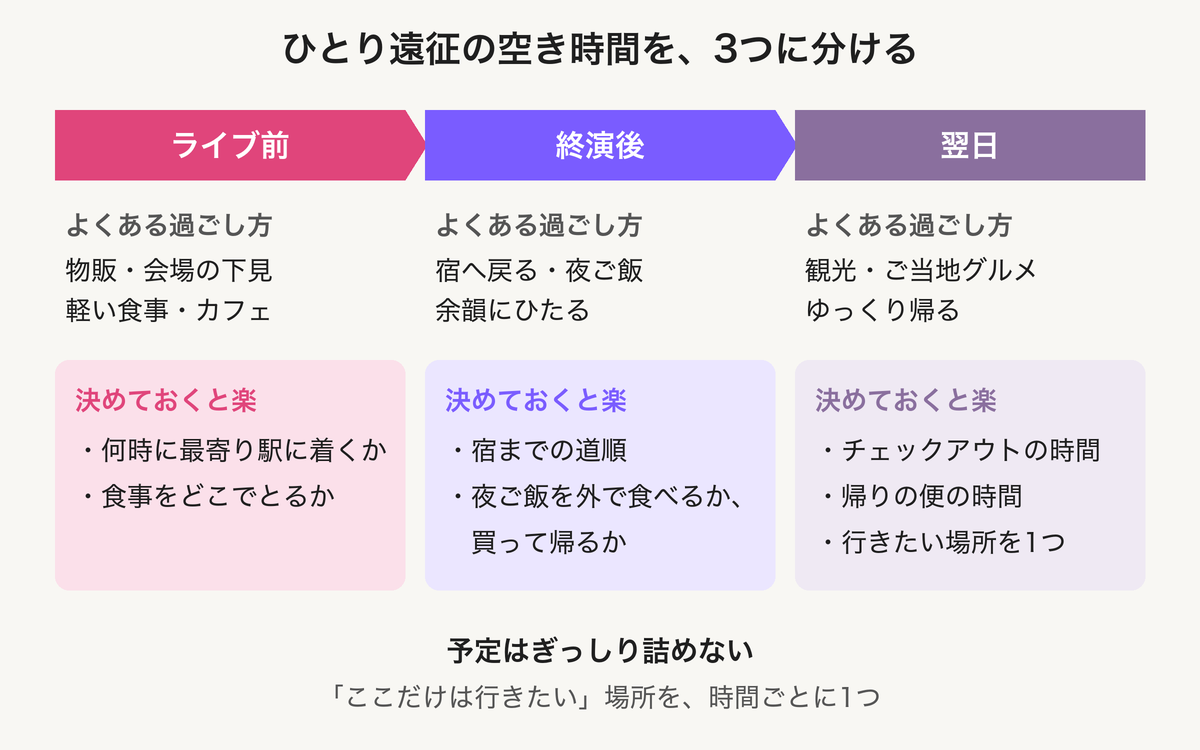 ひとり遠征の空き時間を、3つに分ける
ライブ前
よくある過ごし方
物販・会場の下見
軽い食事・カフェ
決めておくと楽
・何時に最寄り駅に着くか
・食事をどこでとるか
終演後
よくある過ごし方
宿へ戻る・夜ご飯
余韻にひたる
決めておくと楽
・宿までの道順
・夜ご飯を外で食べるか、
買って帰るか
翌日
よくある過ごし方
観光・ご当地グルメ
ゆっくり帰る
決めておくと楽
・チェックアウトの時間
・帰りの便の時間
・行きたい場所を1つ
予定はぎっしり詰めない
「ここだけは行きたい」場所を、時間ごとに1つ